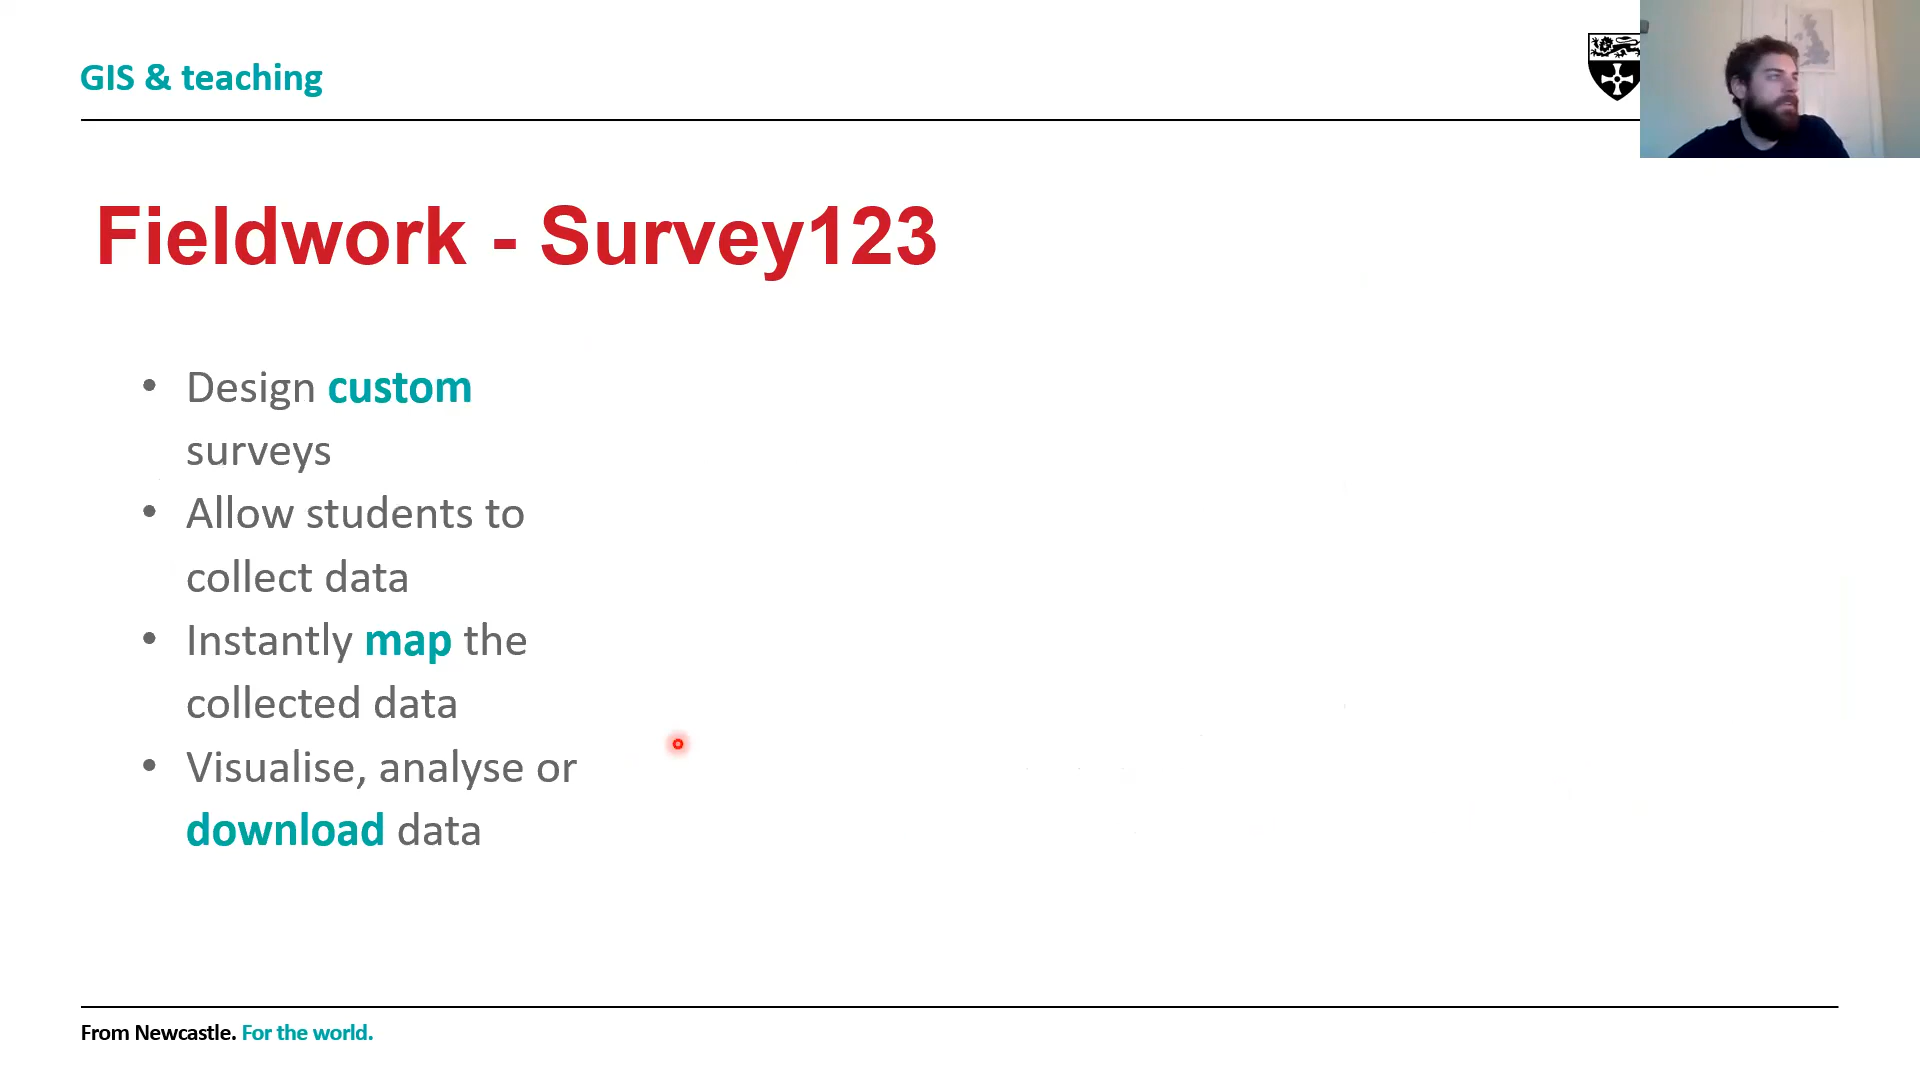 GIS & teaching
Fieldwork - Survey123
• Design custom
surveys
• Allow students to
collect data
• Instantly map the
collected data
• Visualise, analyse or
download data
From Newcastle. For the world.